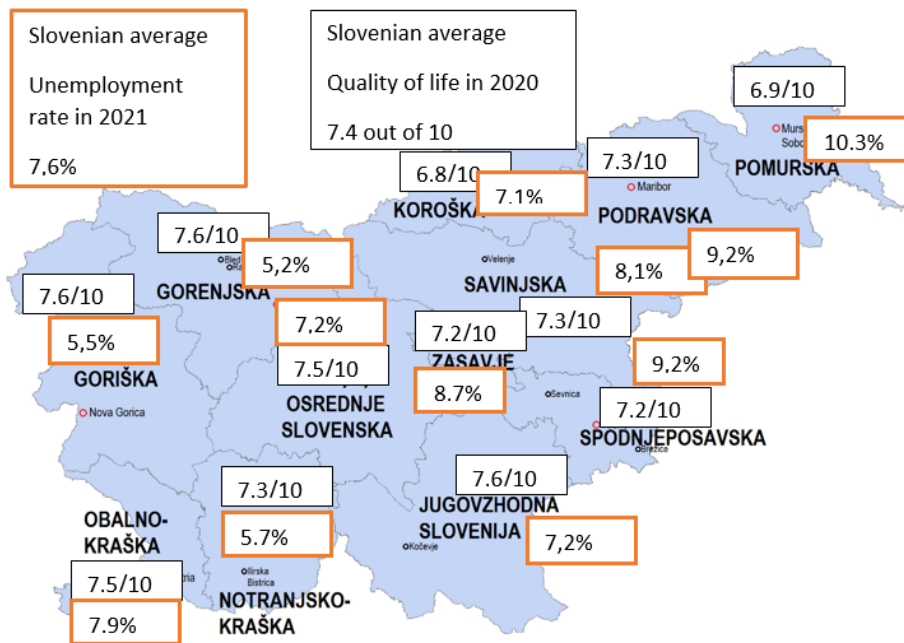 Slovenian average
Unemployment
rate in 2021
7,6%
Slovenian average
Quality of life in 2020
7.4 out of 10
6.9/10
Murs
Sobo
10.3%
POMURSKA
7.3/10
Maribor
PODRAVSKA
9,2%
6.8/10
7.1%
KOROŠKA
7.6/10
Bled
5,2%
GORENJSKA
Velenje
SAVINJSKA
8,1%
7.3/10
7.6/10
5,5%
GORIŠKA
Nova Gorica
7,2%
7.5/10
OSREDNJE
SLOVENSKA
7.2/10
ZASAVJE
8.7%
9,2%
Sevnica
7.2/10
SPODNJEPOSAVSKA
Brežice
7.6/10
JUGOVZHODNA
SLOVENIJA
Kočevje
7,2%
7.3/10
5.7%
Ilirska
Bistrica
NOTRANJSKO-
KRAŠKA
OBALNO-
KRAŠKA
7.5/10
7.9%